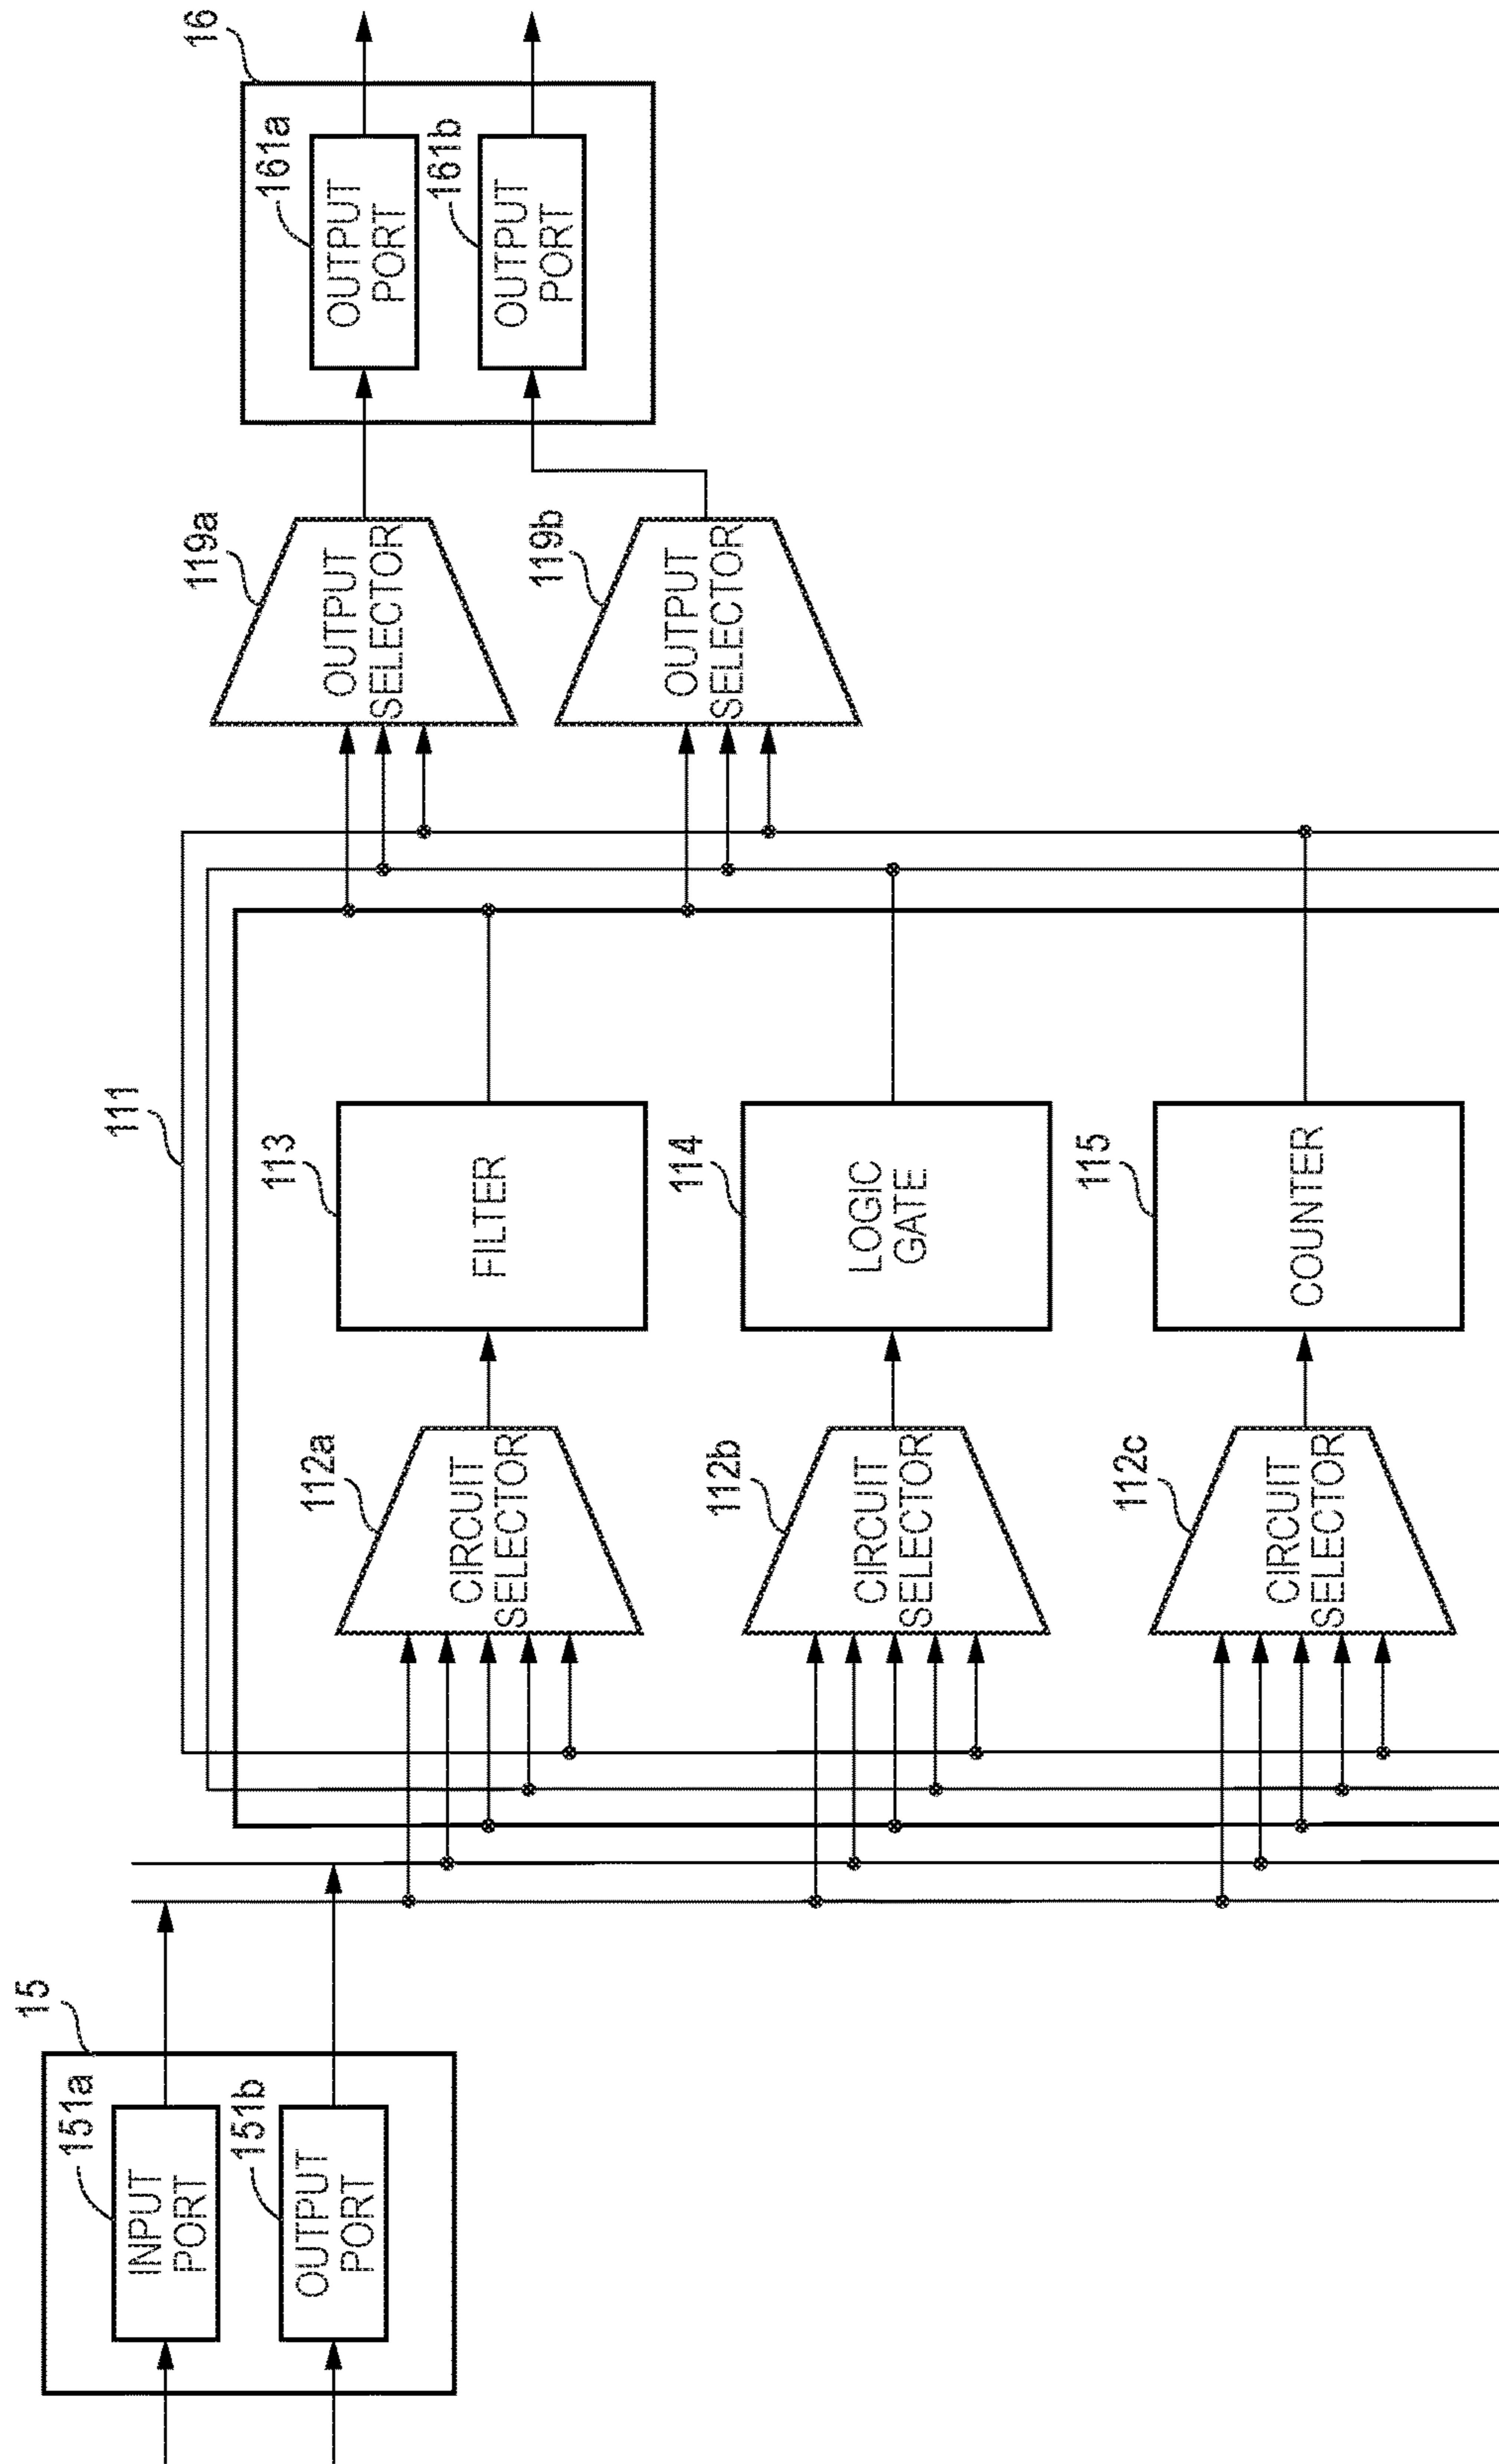 15
151a
INPUT
PORT
151b
OUTPUT
PORT
111
112a
CIRCUIT
SELECTOR
113
FILTER
112b
CIRCUIT
SELECTOR
114
LOGIC
GATE
112c
CIRCUIT
SELECTOR
115
COUNTER
119a
OUTPUT
SELECTOR
119b
OUTPUT
SELECTOR
16
161a
OUTPUT
PORT
161b
OUTPUT
PORT